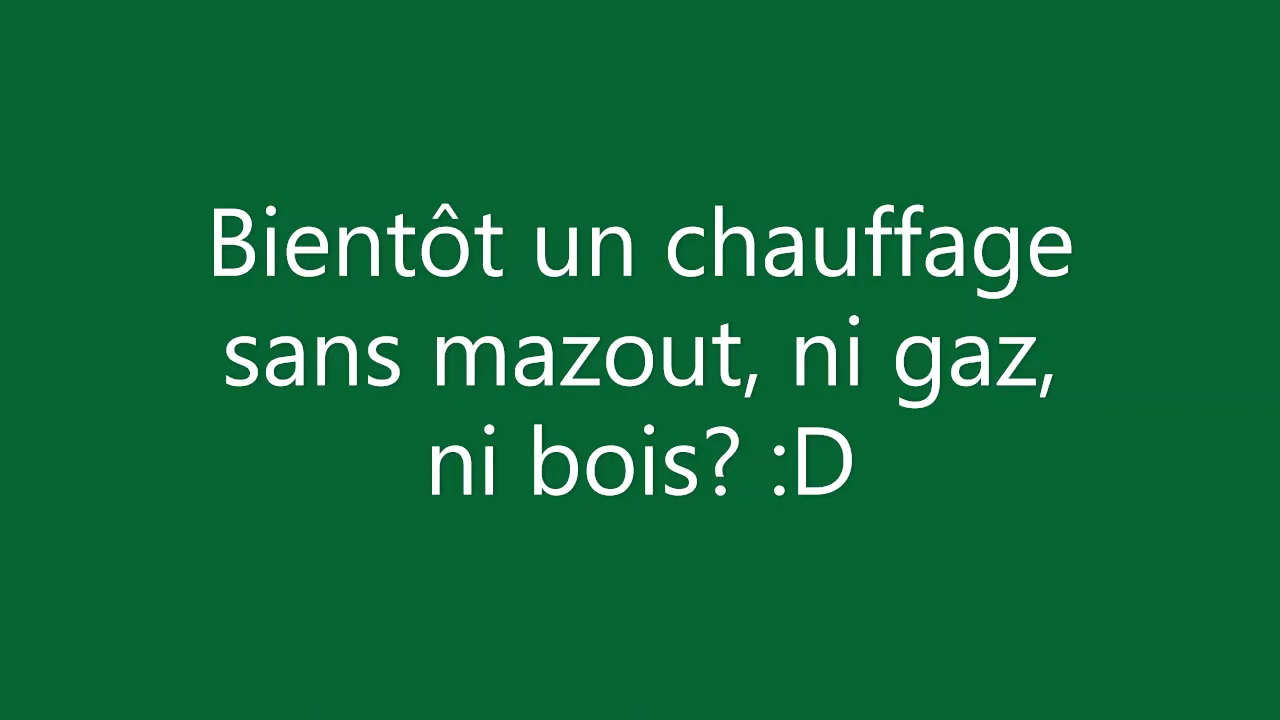 Bientôt un chauffage
sans mazout, ni gaz,
ni bois? :D